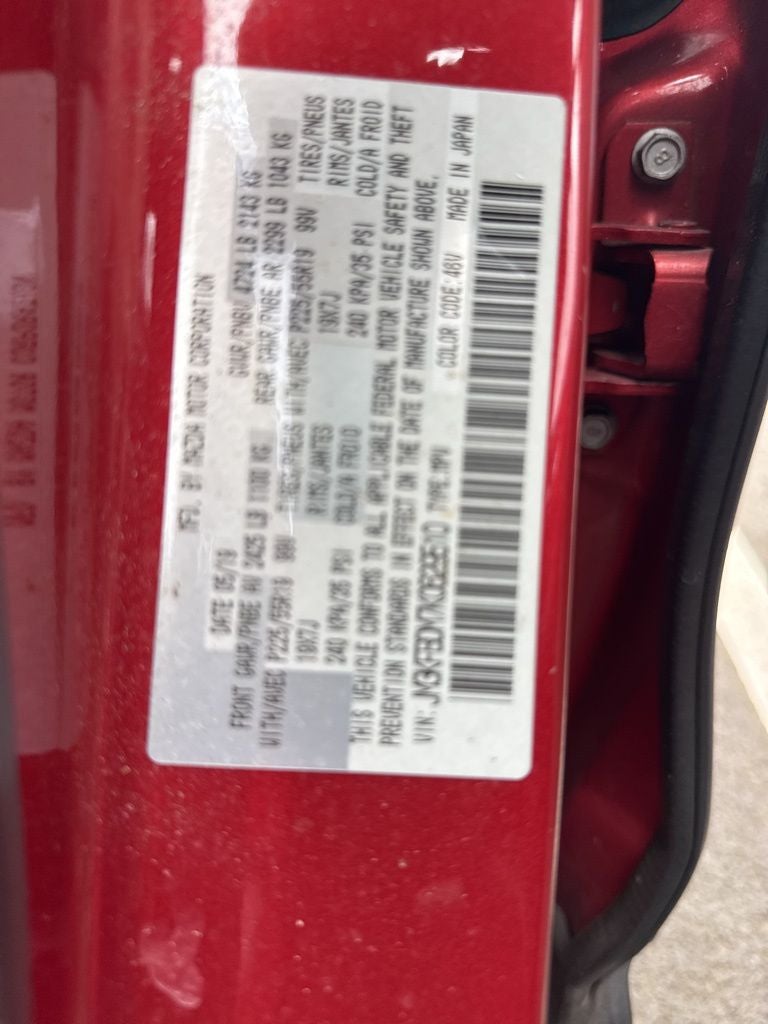 MFD. BY MAZDA MOTOR CORPORATION
DATE 05/19 GVWR/PNBV 4724 LB 2143 KG
FRONT GAWR/PNBE AV 2425 LB 1100 KG REAR GAWR/PNBE AR 2299 LB 1043 KG
WITH/AVEC P225/55R19 99V TIRES/PNEUS WITH/AVEC P225/55R19 99V TIRES/PNEUS
19X7J RIMS/JANTES 19X7J RIMS/JANTES
240 KPA/35 PSI COLD/A FROID 240 KPA/35 PSI COLD/A FROID
THIS VEHICLE CONFORMS TO ALL APPLICABLE FEDERAL MOTOR VEHICLE SAFETY AND THEFT
PREVENTION STANDARDS IN EFFECT ON THE DATE OF MANUFACTURE SHOWN ABOVE.
VIN: TYPE:MPV COLOR CODE:46V MADE IN JAPAN
8